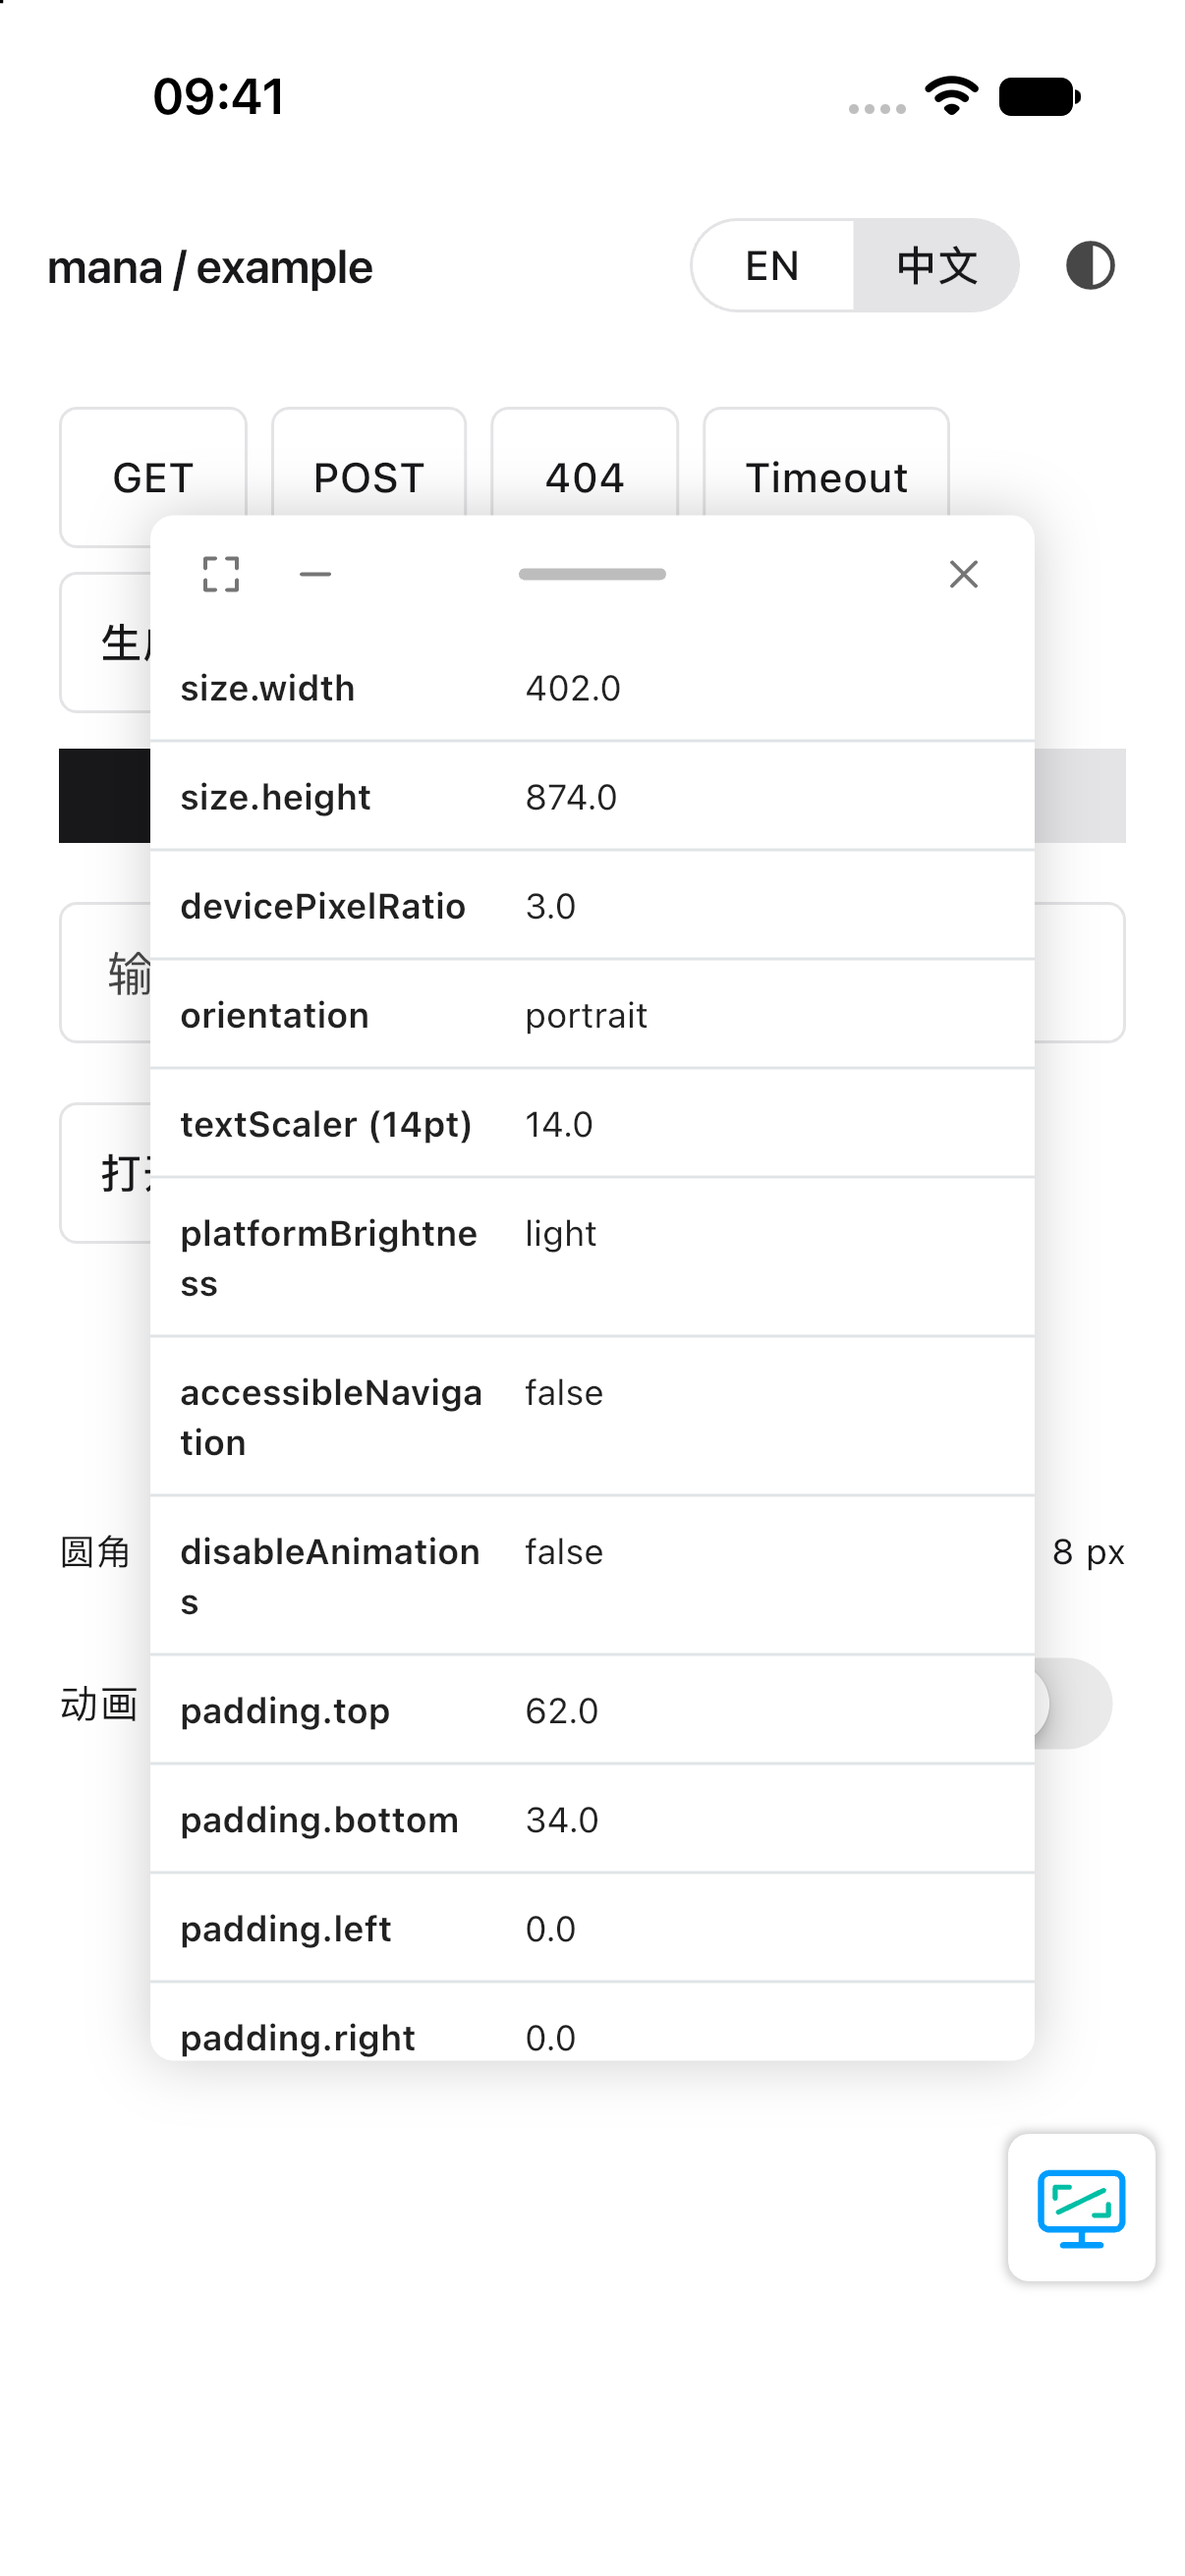 09:41
mana / example
EN
中文
GET
POST
404
Timeout
size.width
402.0
size.height
874.0
devicePixelRatio
3.0
orientation
portrait
textScaler (14pt)
14.0
platformBrightne
ss
light
accessibleNaviga
tion
false
圆角
disableAnimation
s
false
8 px
动画
padding.top
62.0
padding.bottom
34.0
padding.left
0.0
padding.right
0.0